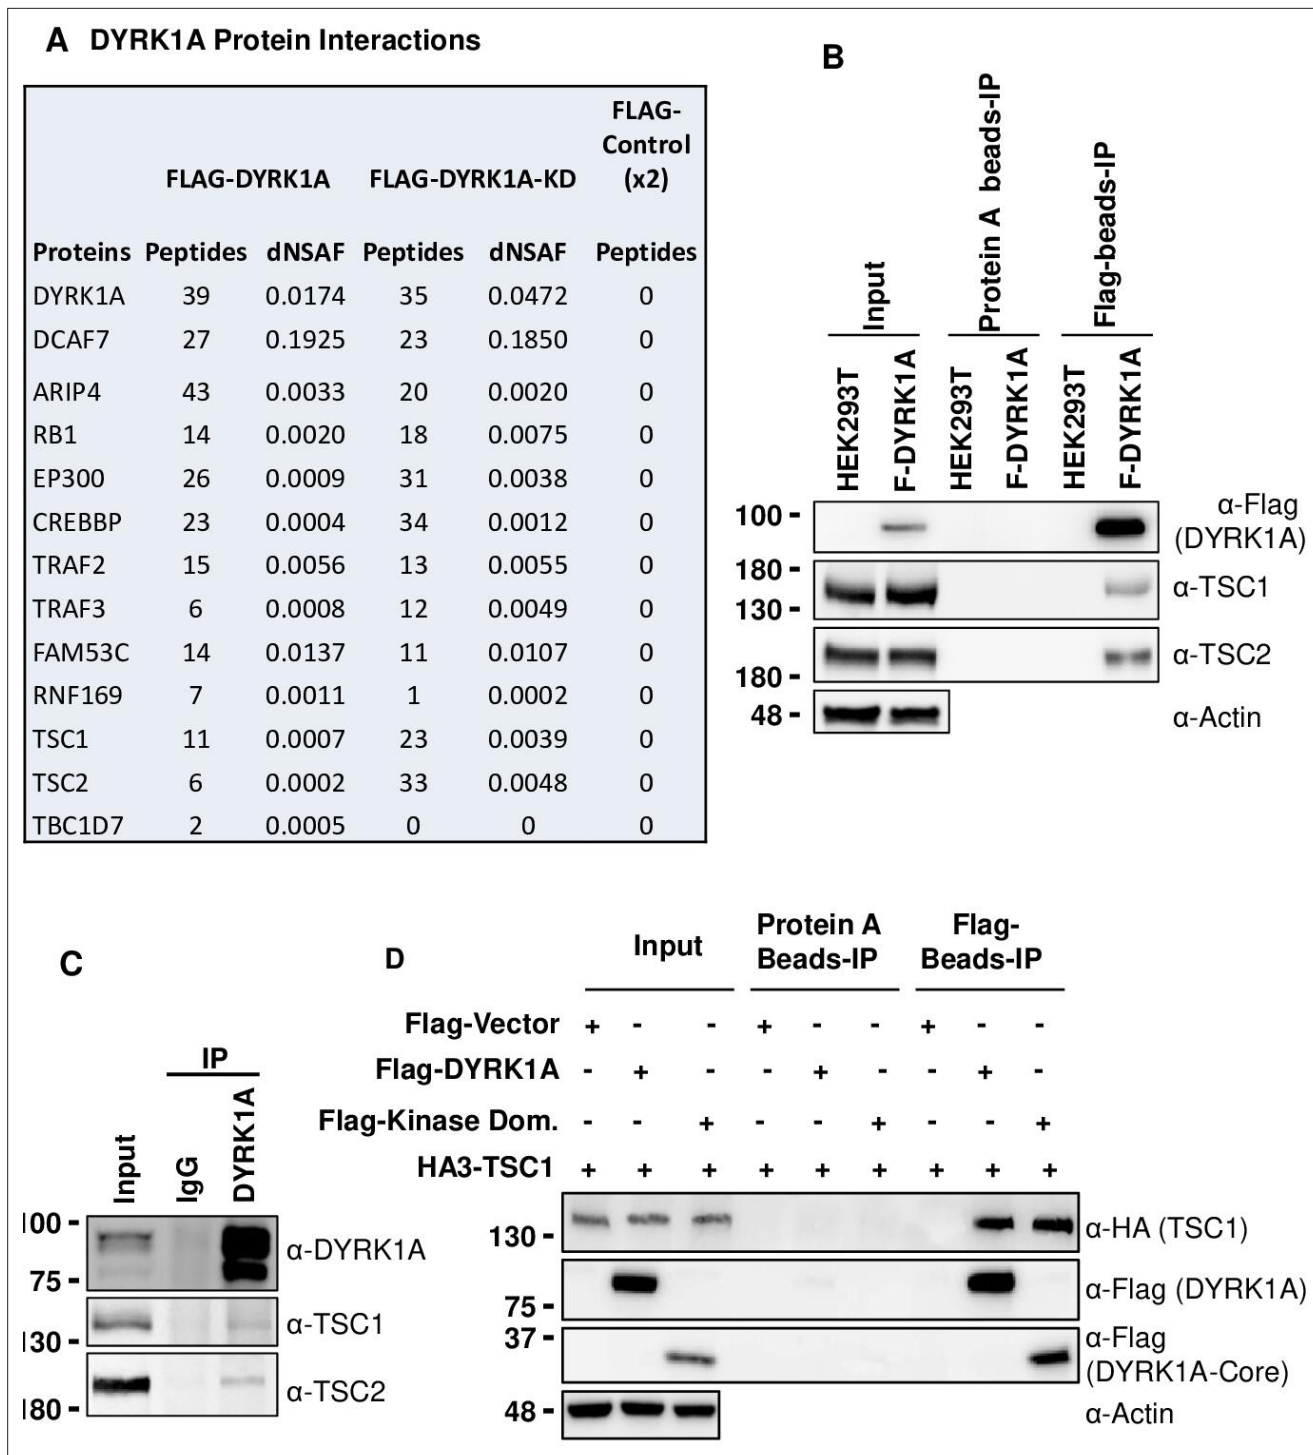 A DYRK1A Protein Interactions
FLAG-DYRK1A FLAG-DYRK1A-KD FLAG-Control (x2)
Proteins Peptides dNSAF Peptides dNSAF Peptides
DYRK1A 39 0.0174 35 0.0472 0
DCAF7 27 0.1925 23 0.1850 0
ARIP4 43 0.0033 20 0.0020 0
RB1 14 0.0020 18 0.0075 0
EP300 26 0.0009 31 0.0038 0
CREBBP 23 0.0004 34 0.0012 0
TRAF2 15 0.0056 13 0.0055 0
TRAF3 6 0.0008 12 0.0049 0
FAM53C 14 0.0137 11 0.0107 0
RNF169 7 0.0011 1 0.0002 0
TSC1 11 0.0007 23 0.0039 0
TSC2 6 0.0002 33 0.0048 0
TBC1D7 2 0.0005 0 0 0
B
Input Protein A beads-IP Flag-beads-IP
HEK293T F-DYRK1A HEK293T F-DYRK1A HEK293T F-DYRK1A
100 - α-Flag
(DYRK1A)
180 -
130 - α-TSC1
180 - α-TSC2
48 - α-Actin
C
IP
Input IgG DYRK1A
100 -
75 - α-DYRK1A
130 - α-TSC1
180 - α-TSC2
D
Input Protein A Beads-IP Flag-Beads-IP
Flag-Vector + - - + - - + - -
Flag-DYRK1A - + - - + - - + -
Flag-Kinase Dom. - - + - - + - - +
HA3-TSC1 + + + + + + + + +
130 - α-HA (TSC1)
75 - α-Flag (DYRK1A)
37 - α-Flag
(DYRK1A-Core)
48 - α-Actin